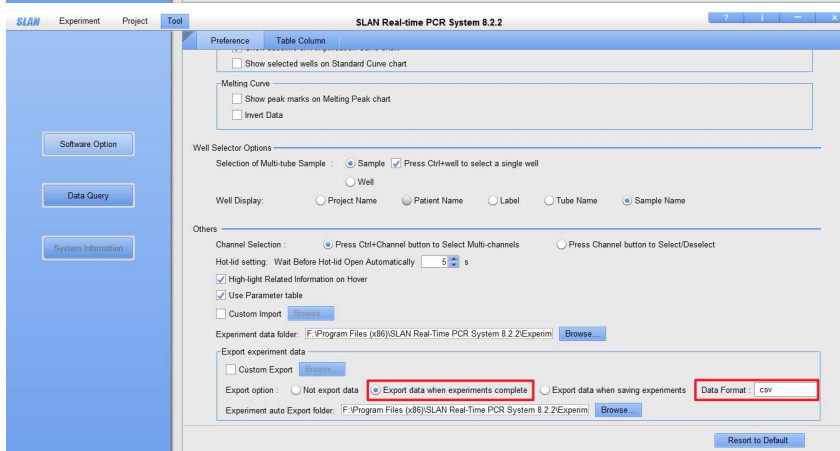 SLAN Experiment Project Tool SLAN Real-time PCR System 8.2.2 ? i
Preference Table Column
Show selected wells on Standard Curve chart
Melting Curve
Show peak marks on Melting Peak chart
Invert Data
Software Option
Well Selector Options
Selection of Multi-tube Sample : Sample Press Ctrl+well to select a single well
Well
Data Query
Well Display: Project Name Patient Name Label Tube Name Sample Name
Others
System Information
Channel Selection : Press Ctrl+Channel button to Select Multi-channels Press Channel button to Select/Deselect
Hot-lid setting: Wait Before Hot-lid Open Automatically 5 s
High-light Related Information on Hover
Use Parameter table
Custom Import Browse...
Experiment data folder: F:\Program Files (x86)\SLAN Real-Time PCR System 8.2.2\Experim Browse...
Export experiment data
Custom Export Browse...
Export option : Not export data Export data when experiments complete Export data when saving experiments Data Format : csv
Experiment auto Export folder: F:\Program Files (x86)\SLAN Real-Time PCR System 8.2.2\Experim Browse...
Resort to Default